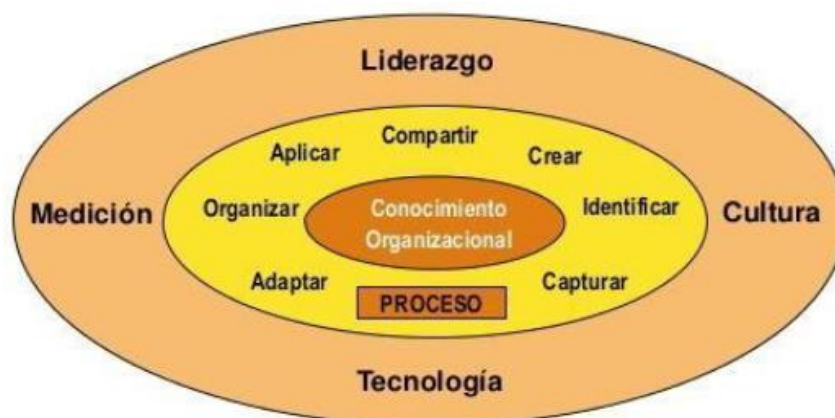 Liderazgo
Compartir
Aplicar
Crear
Medición
Organizar
Conocimiento
Organizacional
Identificar
Cultura
Adaptar
PROCESO
Capturar
Tecnología